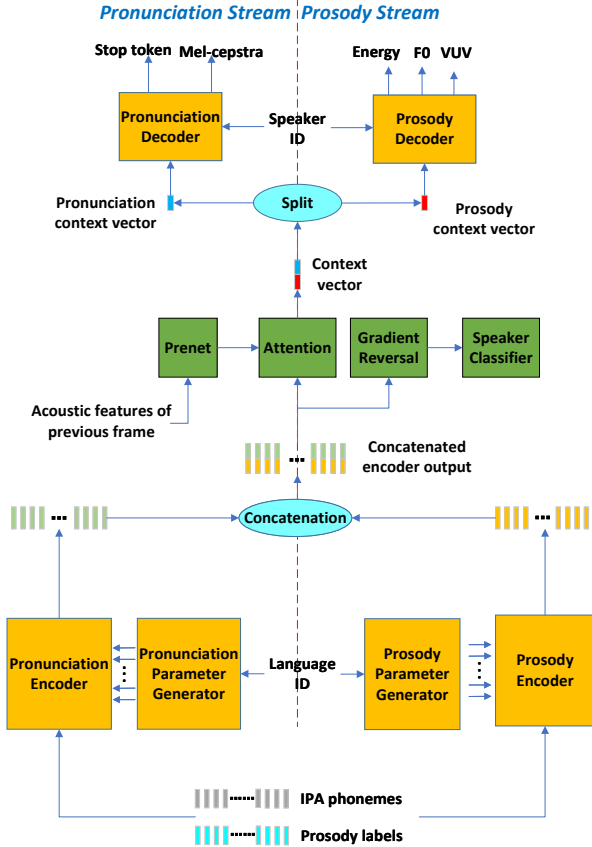 Pronunciation Stream Prosody Stream
Stop token Mel-cepstra Energy F0 VUV
Pronunciation
Decoder
Speaker
ID
Prosody
Decoder
Pronunciation
context vector
Split
Prosody
context vector
Context
vector
Prenet
Attention
Gradient
Reversal
Speaker
Classifier
Acoustic features of
previous frame
Concatenated
encoder output
Concatenation
Pronunciation
Encoder
Pronunciation
Parameter
Generator
Language
ID
Prosody
Parameter
Generator
Prosody
Encoder
IPA phonemes
Prosody labels